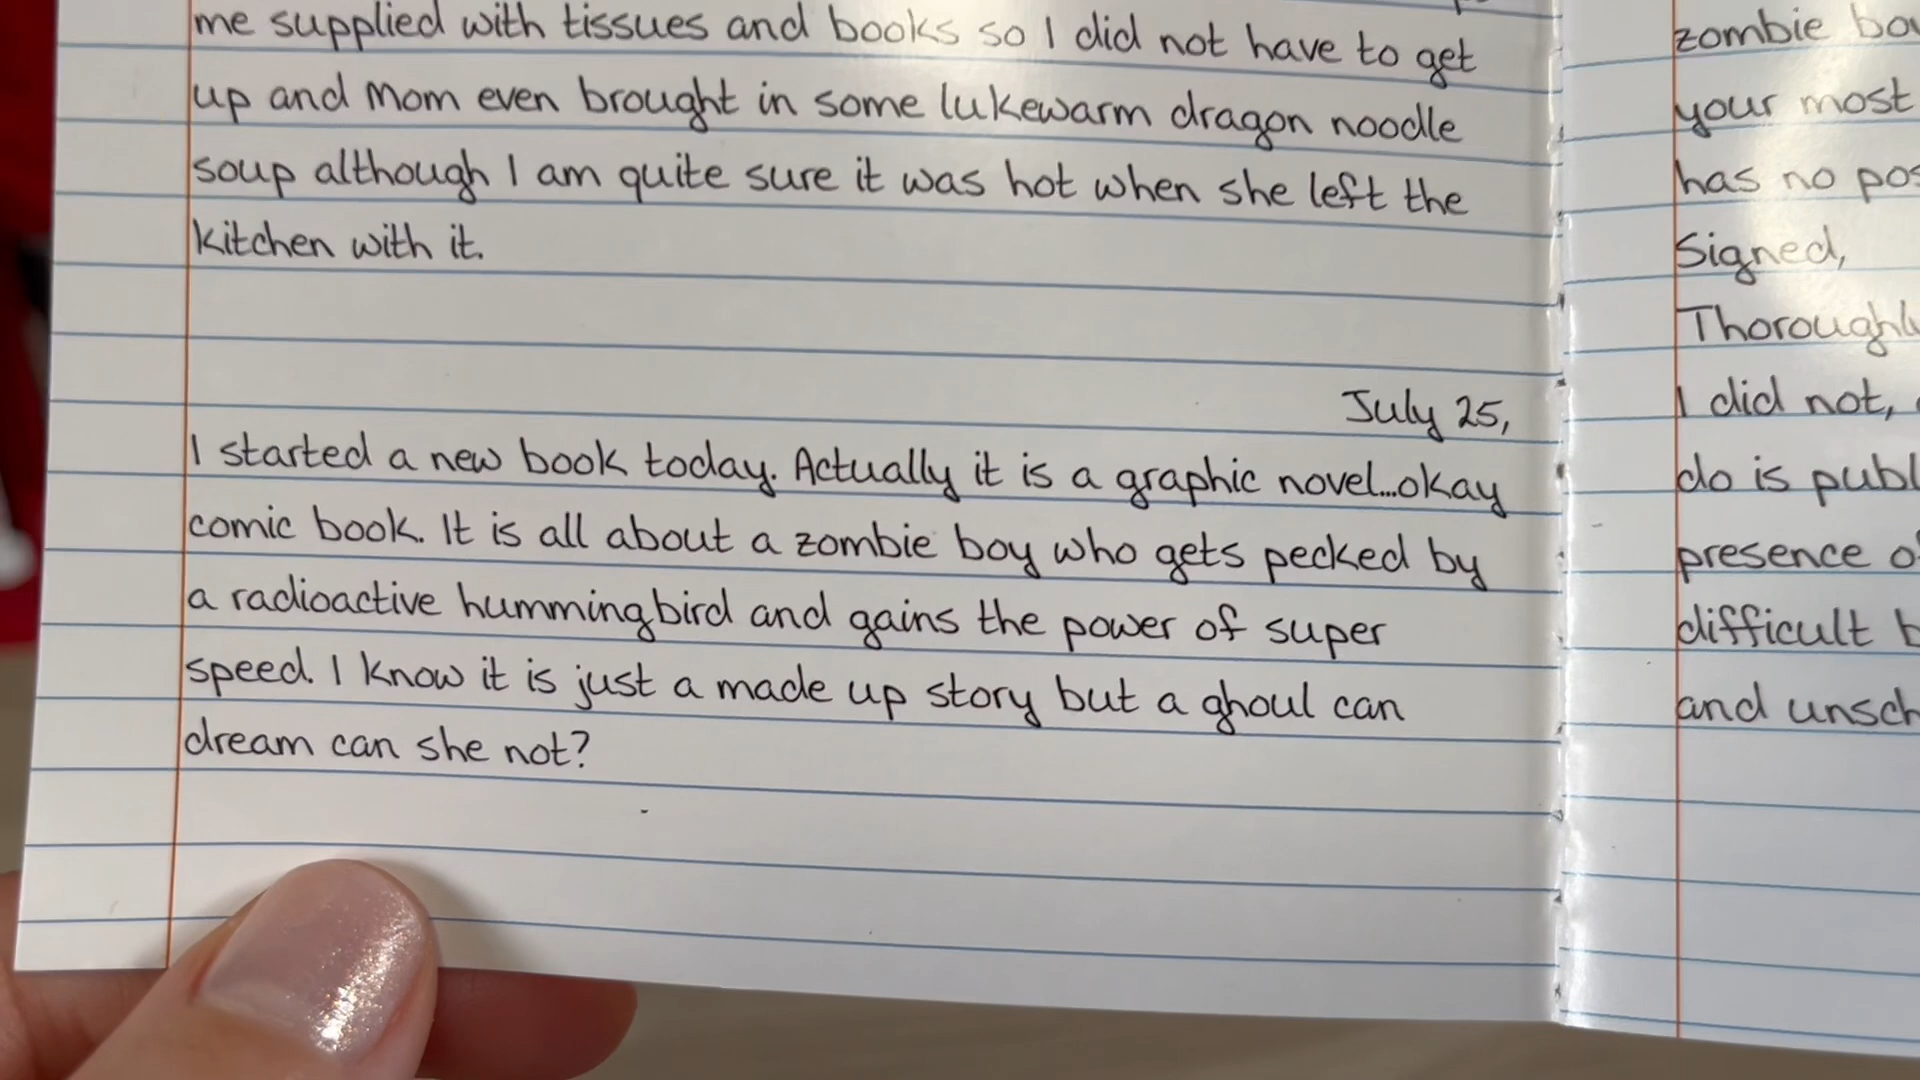 me supplied with tissues and books so I did not have to get
up and Mom even brought in some lukewarm dragon noodle
soup although I am quite sure it was hot when she left the
kitchen with it.
July 25,
I started a new book today. Actually it is a graphic novel...okay
comic book. It is all about a zombie boy who gets pecked by
a radioactive hummingbird and gains the power of super
speed. I know it is just a made up story but a ghoul can
dream can she not?
zombie
your most
has no
Signed,
I did not,
do is
presence
difficult
and